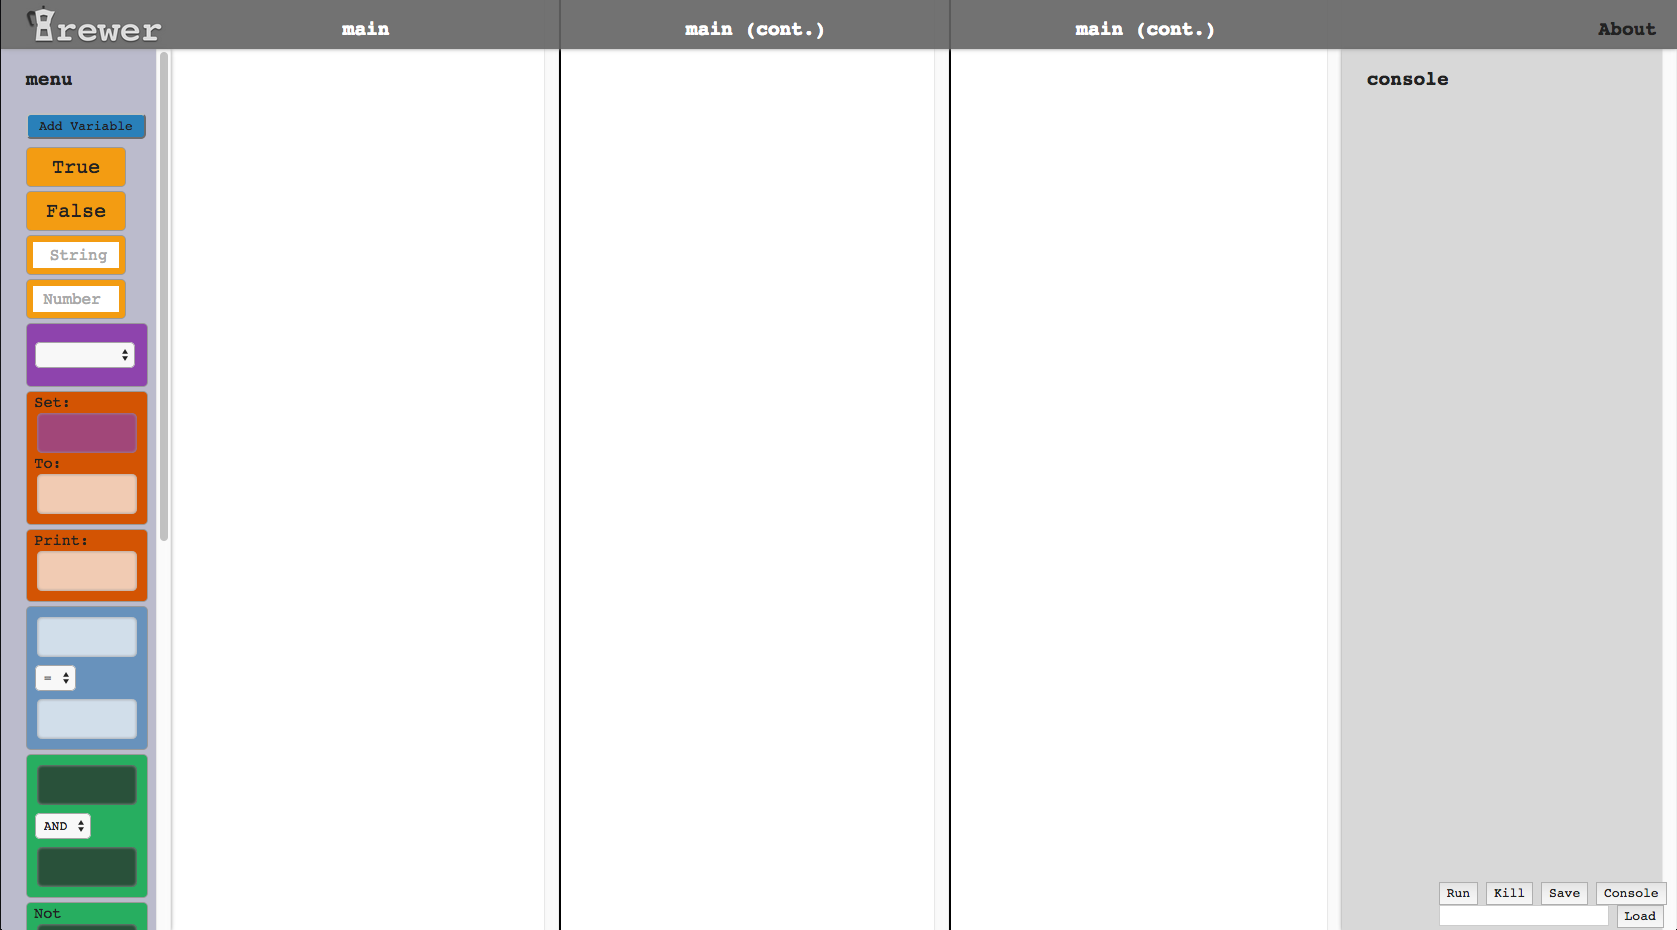 Brewer
main
main (cont.)
main (cont.)
About
menu
Add Variable
True
False
String
Number
Set:
To:
Print:
=
AND
Not
console
Run Kill Save Console
Load